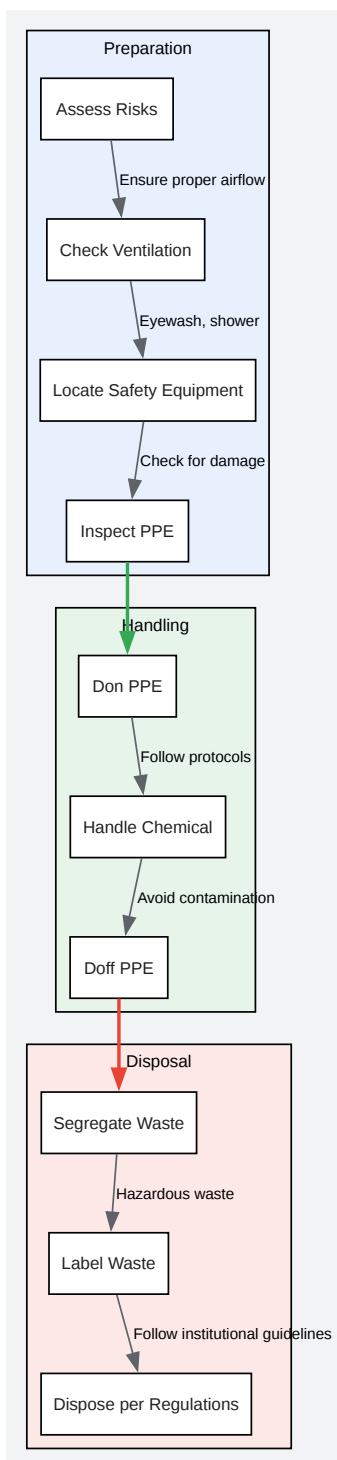 Preparation
Assess Risks
Ensure proper airflow
Check Ventilation
Eyewash, shower
Locate Safety Equipment
Check for damage
Inspect PPE
Handling
Don PPE
Follow protocols
Handle Chemical
Avoid contamination
Doff PPE
Disposal
Segregate Waste
Hazardous waste
Label Waste
Follow institutional guidelines
Dispose per Regulations